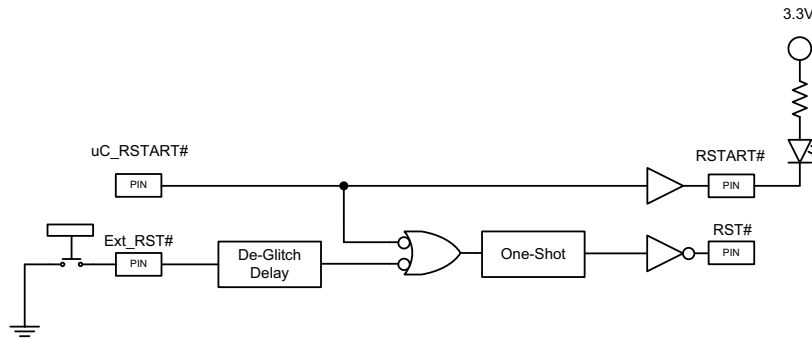 3.3V
uC_RSTART#
RSTART#
PIN
PIN
Ext_RST#
RST#
PIN
De-Glitch
Delay
One-Shot
PIN